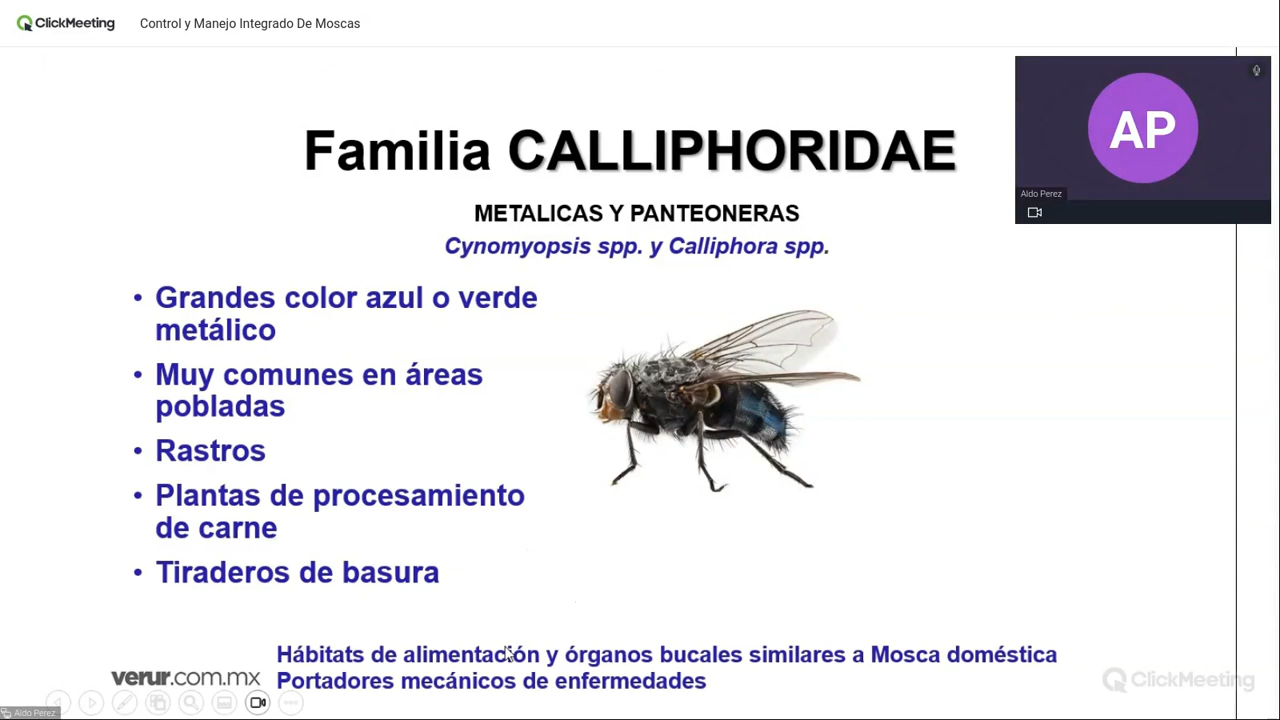 ClickMeeting
Control y Manejo Integrado De Moscas
AP
Aldo Perez
Familia CALLIPHORIDAE
METALICAS Y PANTEONERAS
Cynomyopsis spp. y Calliphora spp.
• Grandes color azul o verde
metálico
• Muy comunes en áreas
pobladas
• Rastros
• Plantas de procesamiento
de carne
• Tiraderos de basura
Hábitats de alimentación y órganos bucales similares a Mosca doméstica
Portadores mecánicos de enfermedades
verur.com.mx
ClickMeeting
Aldo Perez